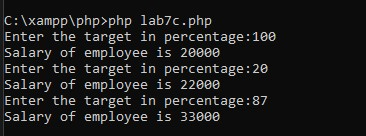 C:\xampp\php>php lab7c.php
Enter the target in percentage:100
Salary of employee is 20000
Enter the target in percentage:20
Salary of employee is 22000
Enter the target in percentage:87
Salary of employee is 33000